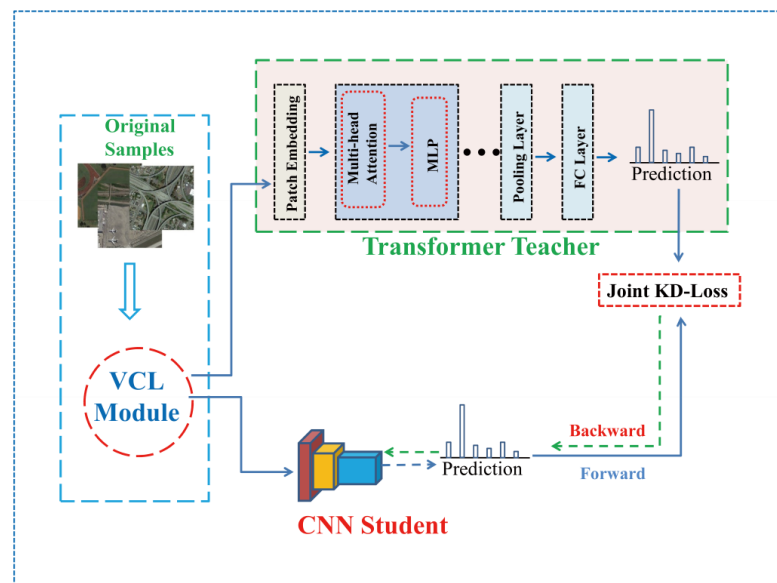 Original
Samples
VCL
Module
Patch Embedding
Multi-head
Attention
MLP
Pooling Layer
FC Layer
Prediction
Transformer Teacher
Joint KD-Loss
Backward
Forward
Prediction
CNN Student